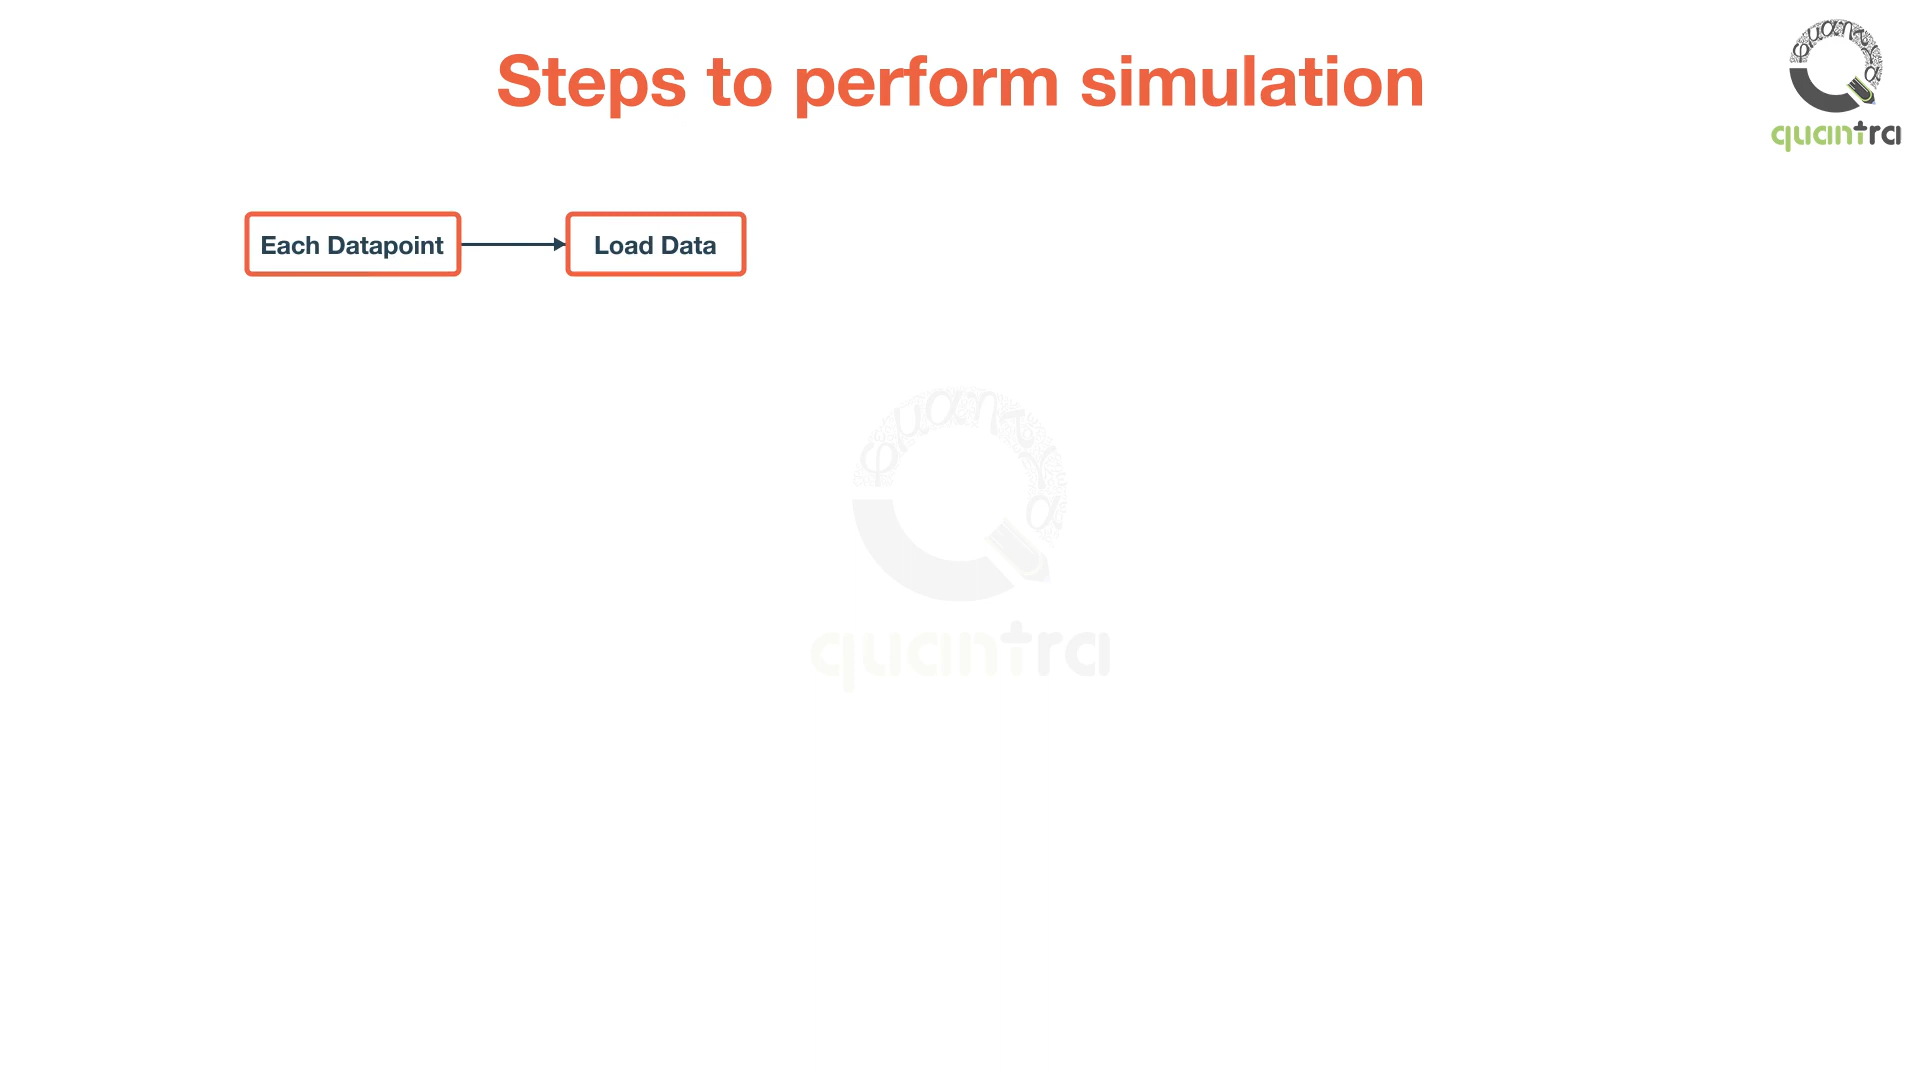 Steps to perform simulation
quantra
Each Datapoint
Load Data
quantra